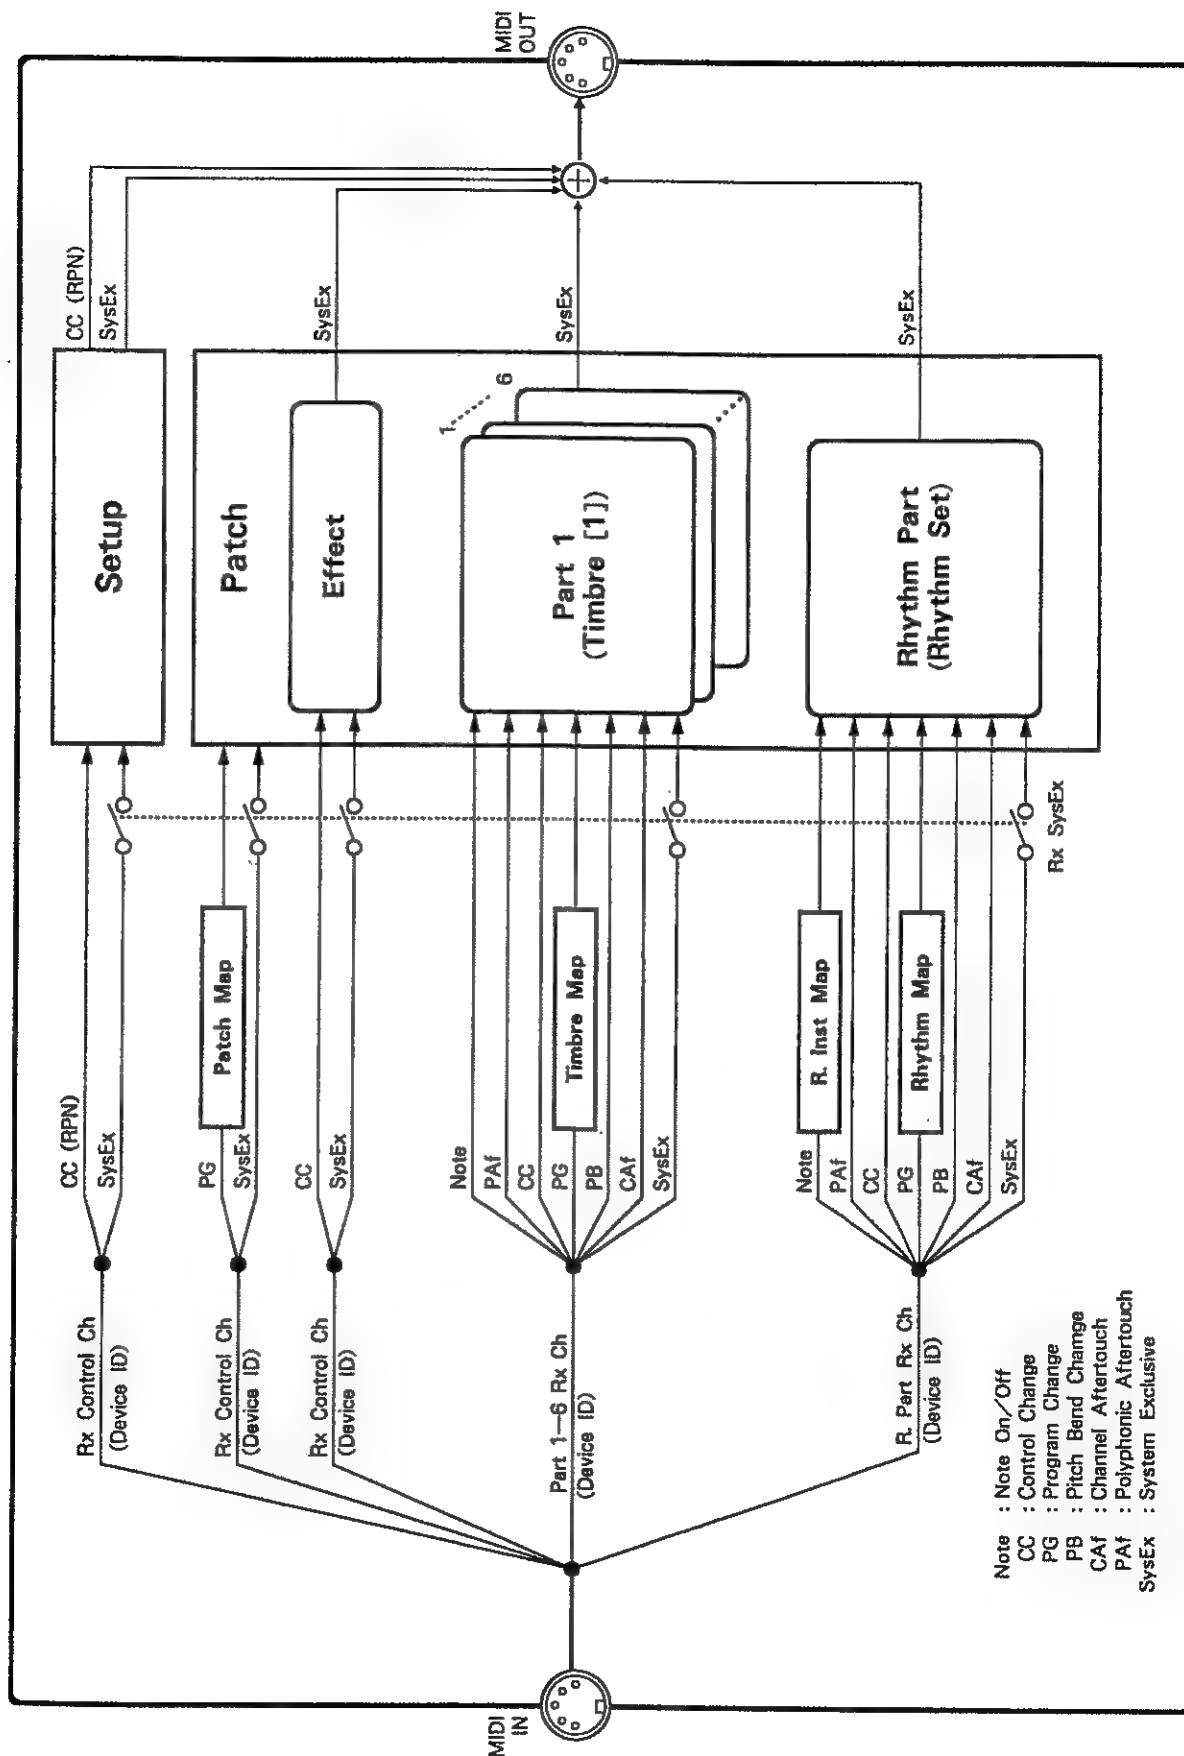 MIDI
IN
Rx Control Ch
(Device ID)
Rx Control Ch
(Device ID)
Rx Control Ch
(Device ID)
Part 1—6 Rx Ch
(Device ID)
R. Part Rx Ch
(Device ID)
CC (RPN)
SysEx
PG
SysEx
CC
SysEx
Note
PAf
CC
PG
PB
CAf
SysEx
Note
PAf
CC
PG
PB
CAf
SysEx
Patch Map
Timbre Map
R. Inst Map
Rhythm Map
Rx SysEx
Setup
Patch
Effect
Part 1
(Timbre [1])
1
6
Rhythm Part
(Rhythm Set)
CC (RPN)
SysEx
SysEx
SysEx
SysEx
MIDI
OUT
Note : Note On/Off
CC : Control Change
PG : Program Change
PB : Pitch Bend Chamge
CAf : Channel Aftertouch
PAf : Polyphonic Aftertouch
SysEx : System Exclusive